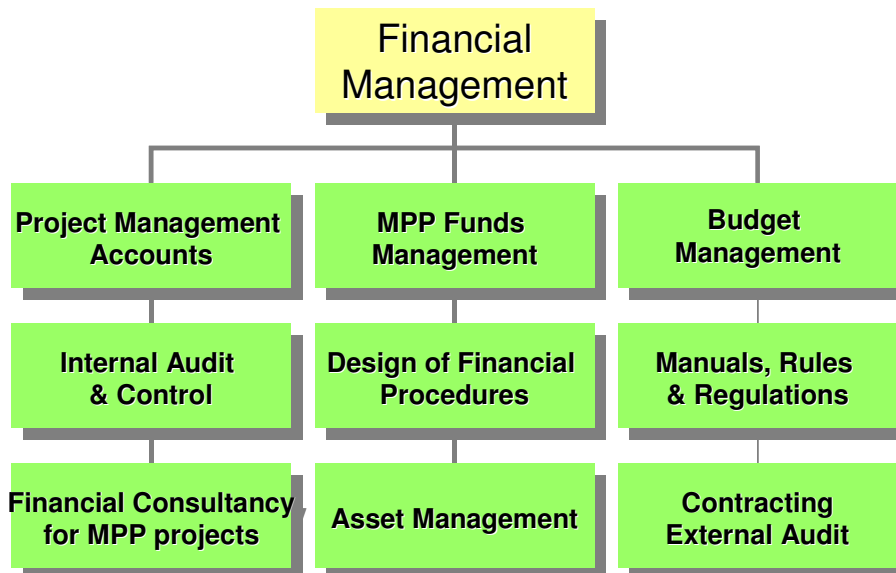 Financial
Management
Project Management
Accounts
MPP Funds
Management
Budget
Management
Internal Audit
& Control
Design of Financial
Procedures
Manuals, Rules
& Regulations
Financial Consultancy
for MPP projects
Asset Management
Contracting
External Audit